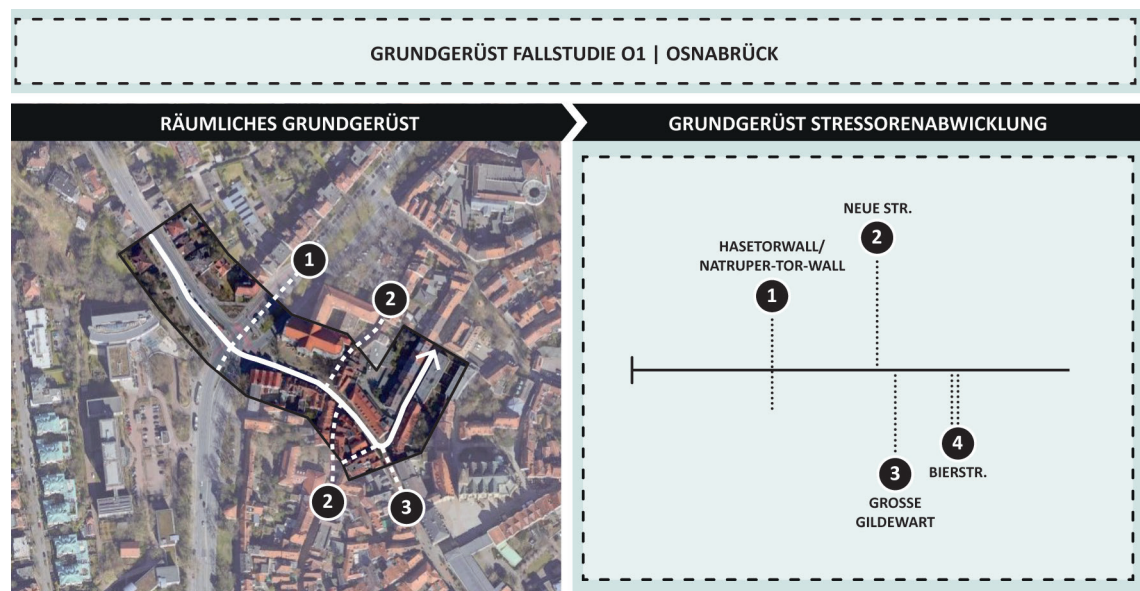 GRUNDGERÜST FALLSTUDIE O1 | OSNABRÜCK
RÄUMLICHES GRUNDGERÜST
1
2
2
3
GRUNDGERÜST STRESSORENABWICKLUNG
NEUE STR.
2
HASETORWALL/
NATRUPER-TOR-WALL
1
4
BIERSTR.
3
GROSSE
GILDEWART